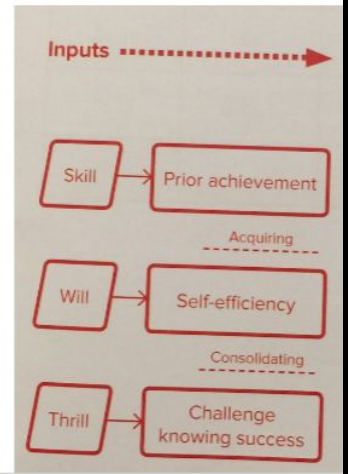 Inputs
Skill
Prior achievement
Acquiring
Will
Self-efficiency
Consolidating
Thrill
Challenge
knowing success